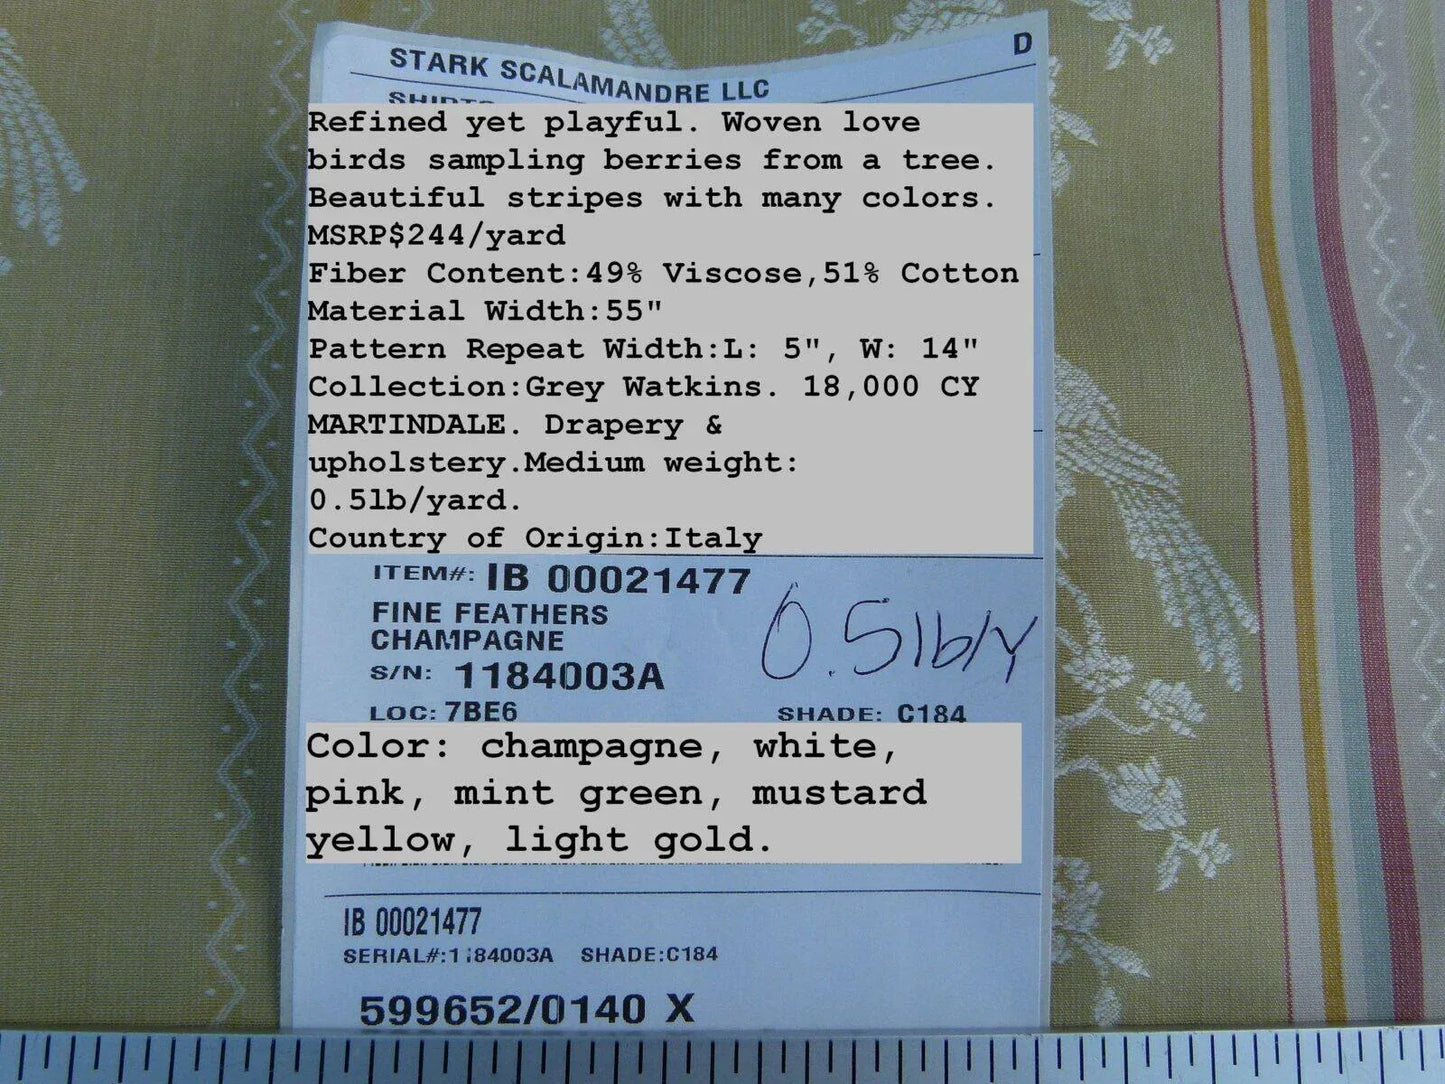 STARK SCALAMANDRE LLC
D
Refined yet playful. Woven love
birds sampling berries from a tree.
Beautiful stripes with many colors.
MSRP$244/yard
Fiber Content:49% Viscose,51% Cotton
Material Width:55"
Pattern Repeat Width:L: 5", W: 14"
Collection:Grey Watkins. 18,000 CY
MARTINDALE. Drapery &
upholstery.Medium weight:
0.5lb/yard.
Country of Origin:Italy
ITEM#: IB 00021477
FINE FEATHERS
CHAMPAGNE
0.5lb/Y
S/N: 1184003A
LOC: 7BE6 SHADE: C184
Color: champagne, white,
pink, mint green, mustard
yellow, light gold.
IB 00021477
SERIAL#:1184003A SHADE:C184
599652/0140 X